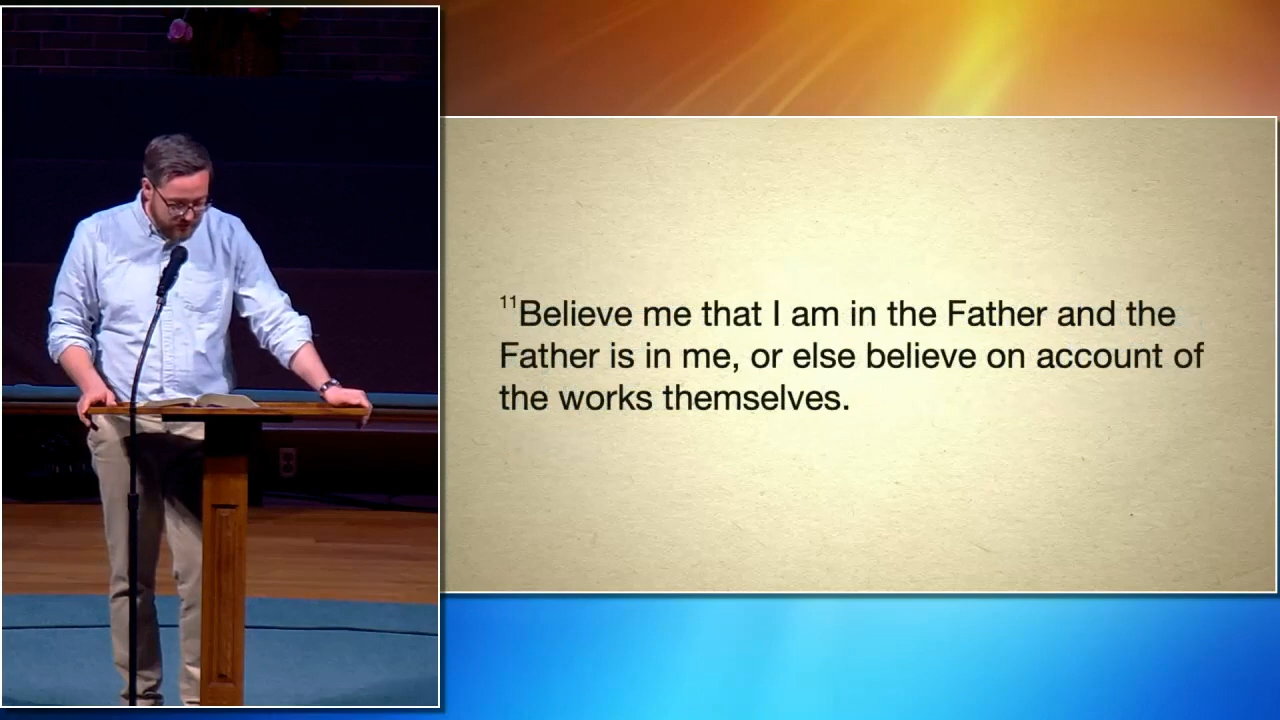 11Believe me that I am in the Father and the
Father is in me, or else believe on account of
the works themselves.